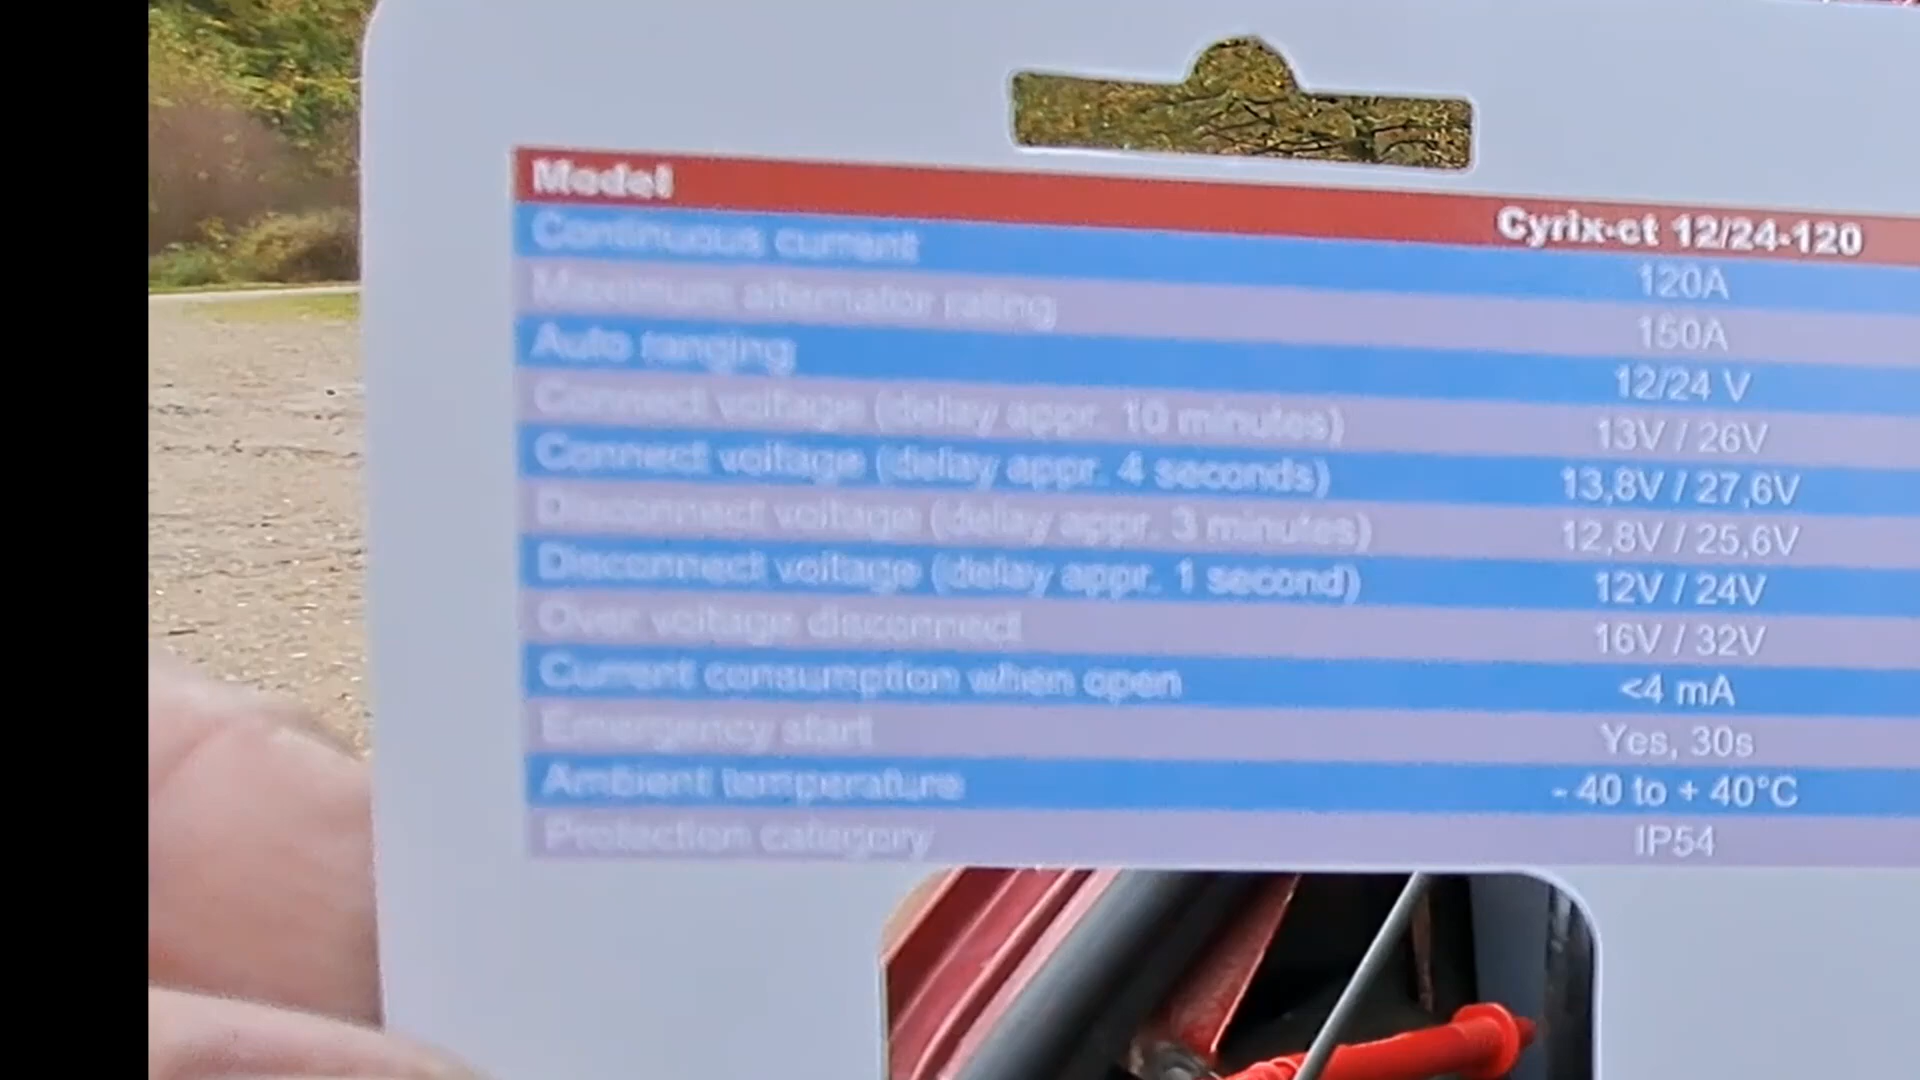 Model Cyrix-ct 12/24-120
Continuous current 120A
Maximum alternator rating 150A
Auto ranging 12/24 V
Connect voltage (delay appr. 10 minutes) 13V / 26V
Connect voltage (delay appr. 4 seconds) 13,8V / 27,6V
Disconnect voltage (delay appr. 3 minutes) 12,8V / 25,6V
Disconnect voltage (delay appr. 1 second) 12V / 24V
Over voltage disconnect 16V / 32V
Current consumption when open <4 mA
Emergency start Yes, 30s
Ambient temperature - 40 to + 40°C
Protection category IP54